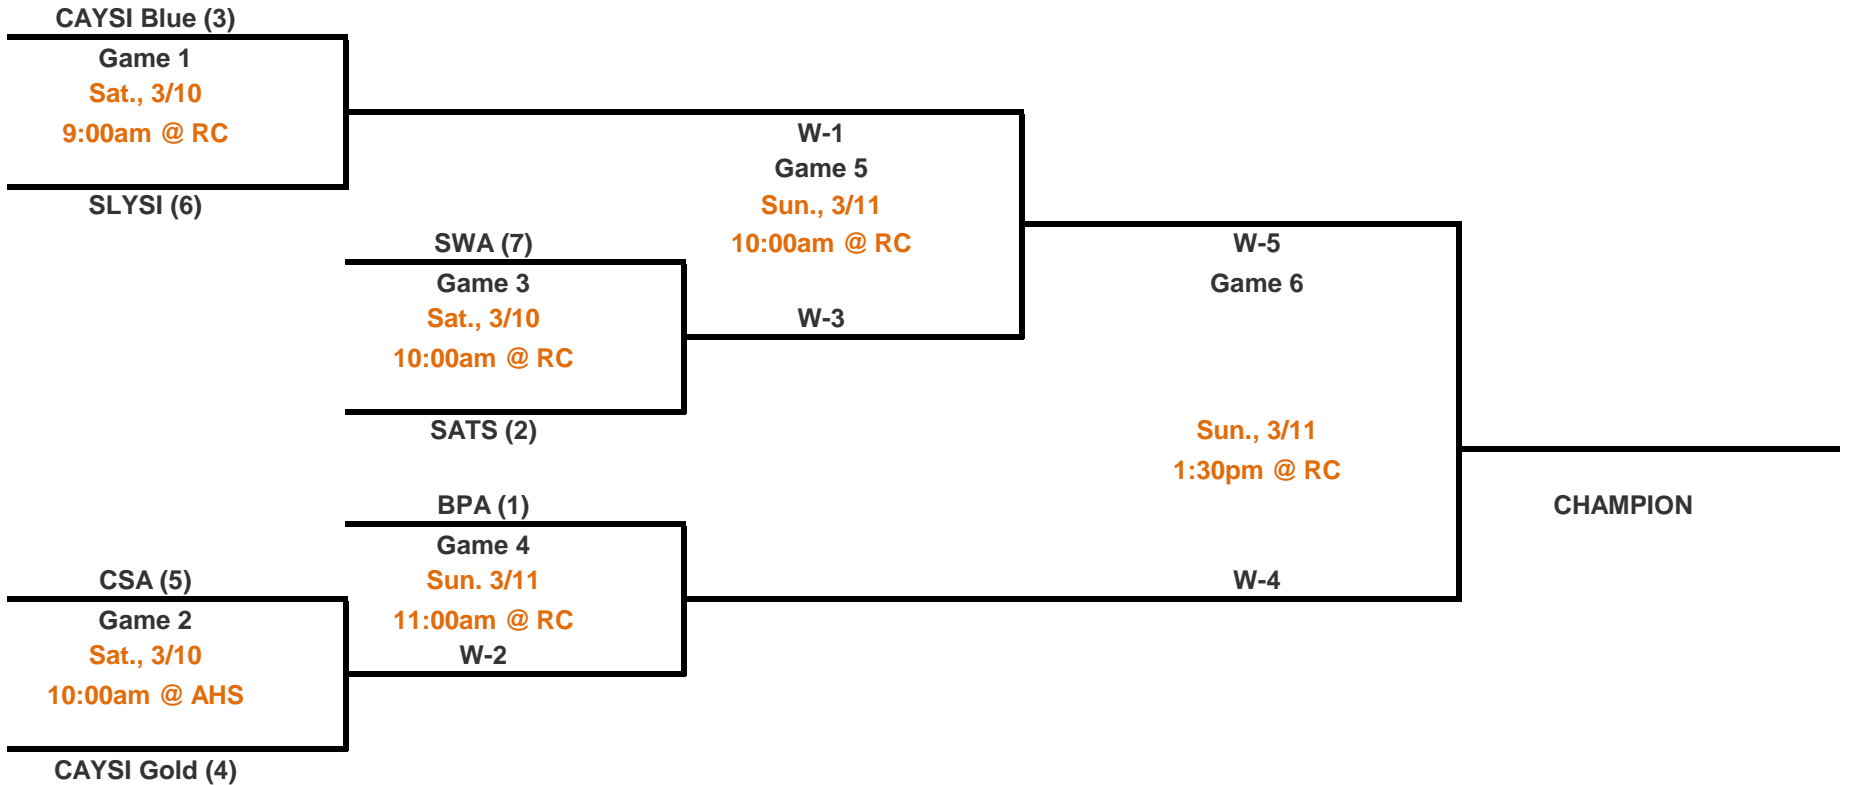 CAYSI Blue (3)
Game 1
Sat., 3/10
9:00am @ RC
SLYSI (6)
SWA (7)
Game 3
Sat., 3/10
10:00am @ RC
SATS (2)
W-1
Game 5
Sun., 3/11
10:00am @ RC
W-3
W-5
Game 6
Sun., 3/11
1:30pm @ RC
W-4
CHAMPION
BPA (1)
Game 4
Sun. 3/11
11:00am @ RC
W-2
CSA (5)
Game 2
Sat., 3/10
10:00am @ AHS
CAYSI Gold (4)